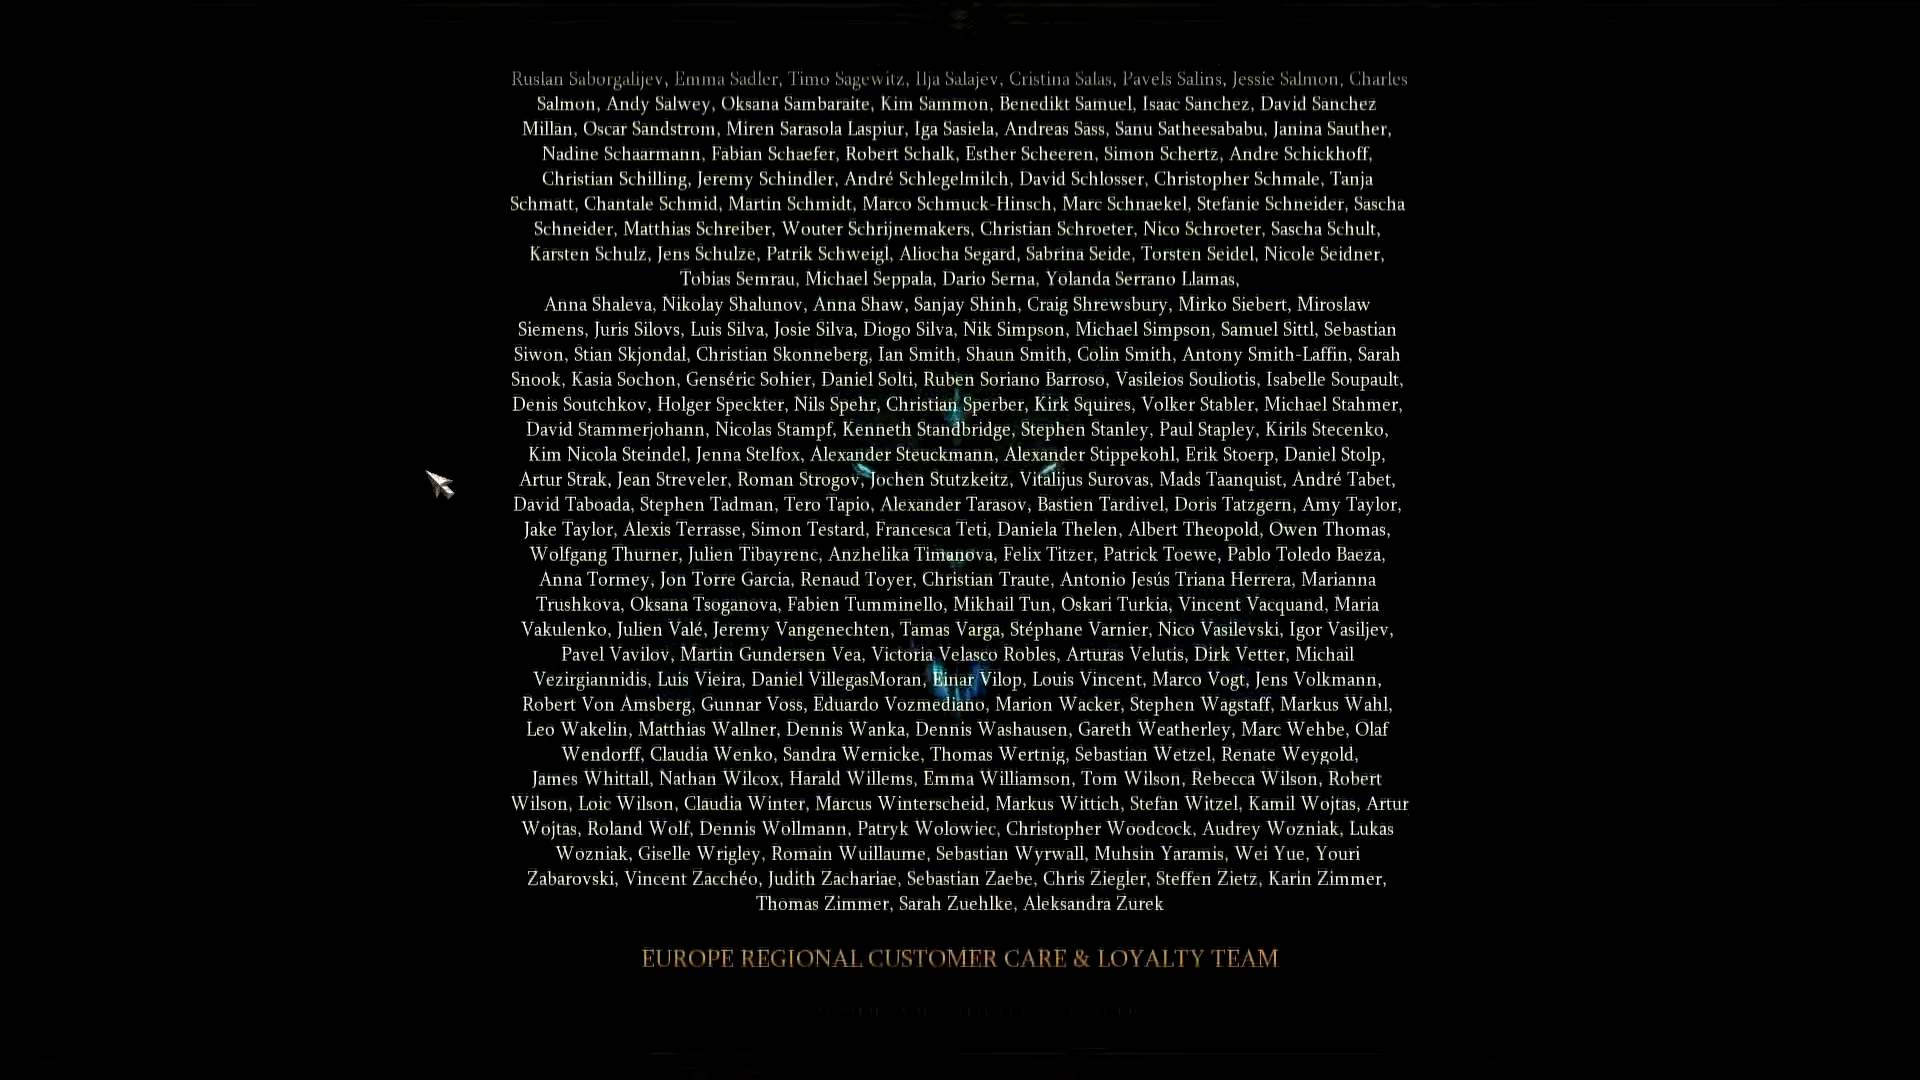 Ruslan Saborgalijev, Emma Sadler, Timo Sagewitz, Ilja Salajev, Cristina Salas, Pavels Salins, Jessie Salmon, Charles
Salmon, Andy Salwey, Oksana Sambaraite, Kim Sammon, Benedikt Samuel, Isaac Sanchez, David Sanchez
Millan, Oscar Sandstrom, Miren Sarasola Laspiur, Iga Sasiela, Andreas Sass, Sanu Satheesababu, Janina Sauther,
Nadine Schaarmann, Fabian Schaefer, Robert Schalk, Esther Scheeren, Simon Schertz, Andre Schickhoff,
Christian Schilling, Jeremy Schindler, André Schlegelmilch, David Schlosser, Christopher Schmale, Tanja
Schmatt, Chantale Schmid, Martin Schmidt, Marco Schmuck-Hinsch, Marc Schnaekel, Stefanie Schneider, Sascha
Schneider, Matthias Schreiber, Wouter Schrijnemakers, Christian Schroeter, Nico Schroeter, Sascha Schult,
Karsten Schulz, Jens Schulze, Patrik Schweigl, Aliocha Segard, Sabrina Seide, Torsten Seidel, Nicole Seidner,
Tobias Semrau, Michael Seppala, Dario Serna, Yolanda Serrano Llamas,
Anna Shaleva, Nikolay Shalunov, Anna Shaw, Sanjay Shinh, Craig Shrewsbury, Mirko Siebert, Miroslaw
Siemens, Juris Silovs, Luis Silva, Josie Silva, Diogo Silva, Nik Simpson, Michael Simpson, Samuel Sittl, Sebastian
Siwon, Stian Skjondal, Christian Skonneberg, Ian Smith, Shaun Smith, Colin Smith, Antony Smith-Laffin, Sarah
Snook, Kasia Sochon, Genséric Sohier, Daniel Solti, Ruben Soriano Barroso, Vasileios Souliotis, Isabelle Soupault,
Denis Soutchkov, Holger Speckter, Nils Spehr, Christian Sperber, Kirk Squires, Volker Stabler, Michael Stahmer,
David Stammerjohann, Nicolas Stampf, Kenneth Standbridge, Stephen Stanley, Paul Stapley, Kirils Stecenko,
Kim Nicola Steindel, Jenna Stelfox, Alexander Steuckmann, Alexander Stippekohl, Erik Stoerp, Daniel Stolp,
Artur Strak, Jean Streveler, Roman Strogov, Jochen Stutzkeitz, Vitalijus Surovas, Mads Taanquist, André Tabet,
David Taboada, Stephen Tadman, Tero Tapio, Alexander Tarasov, Bastien Tardivel, Doris Tatzgern, Amy Taylor,
Jake Taylor, Alexis Terrasse, Simon Testard, Francesca Teti, Daniela Thelen, Albert Theopold, Owen Thomas,
Wolfgang Thurner, Julien Tibayrenc, Anzhelika Timanova, Felix Titzer, Patrick Toewe, Pablo Toledo Baeza,
Anna Tormey, Jon Torre Garcia, Renaud Toyer, Christian Traute, Antonio Jesús Triana Herrera, Marianna
Trushkova, Oksana Tsoganova, Fabien Tumminello, Mikhail Tun, Oskari Turkia, Vincent Vacquand, Maria
Vakulenko, Julien Valé, Jeremy Vangenechten, Tamas Varga, Stéphane Varnier, Nico Vasilevski, Igor Vasiljev,
Pavel Vavilov, Martin Gundersen Vea, Victoria Velasco Robles, Arturas Velutis, Dirk Vetter, Michail
Vezirgiannidis, Luis Vieira, Daniel VillegasMoran, Einar Vilop, Louis Vincent, Marco Vogt, Jens Volkmann,
Robert Von Amsberg, Gunnar Voss, Eduardo Vozmediano, Marion Wacker, Stephen Wagstaff, Markus Wahl,
Leo Wakelin, Matthias Wallner, Dennis Wanka, Dennis Washausen, Gareth Weatherley, Marc Wehbe, Olaf
Wendorff, Claudia Wenko, Sandra Wernicke, Thomas Wertnig, Sebastian Wetzel, Renate Weygold,
James Whittall, Nathan Wilcox, Harald Willems, Emma Williamson, Tom Wilson, Rebecca Wilson, Robert
Wilson, Loic Wilson, Claudia Winter, Marcus Winterscheid, Markus Wittich, Stefan Witzel, Kamil Wojtas, Artur
Wojtas, Roland Wolf, Dennis Wollmann, Patryk Wolowiec, Christopher Woodcock, Audrey Wozniak, Lukas
Wozniak, Giselle Wrigley, Romain Wuillaume, Sebastian Wyrwall, Muhsin Yaramis, Wei Yue, Youri
Zabarovski, Vincent Zacchéo, Judith Zachariae, Sebastian Zaebe, Chris Ziegler, Steffen Zietz, Karin Zimmer,
Thomas Zimmer, Sarah Zuehlke, Aleksandra Zurek
EUROPE REGIONAL CUSTOMER CARE & LOYALTY TEAM